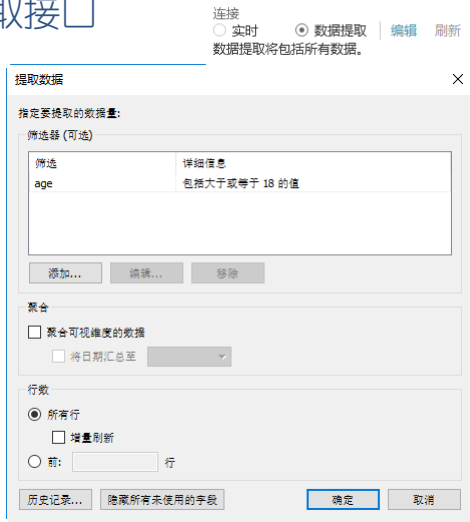 取接口
连接
实时 数据提取 编辑 刷新
数据提取将包括所有数据。
提取数据
指定要提取的数据量:
筛选器 (可选)
筛选 详细信息
age 包括大于或等于 18 的值
添加... 编辑... 移除
聚合
聚合可视维度的数据
将日期汇总至
行数
所有行
增量刷新
前: 行
历史记录... 隐藏所有未使用的字段 确定 取消